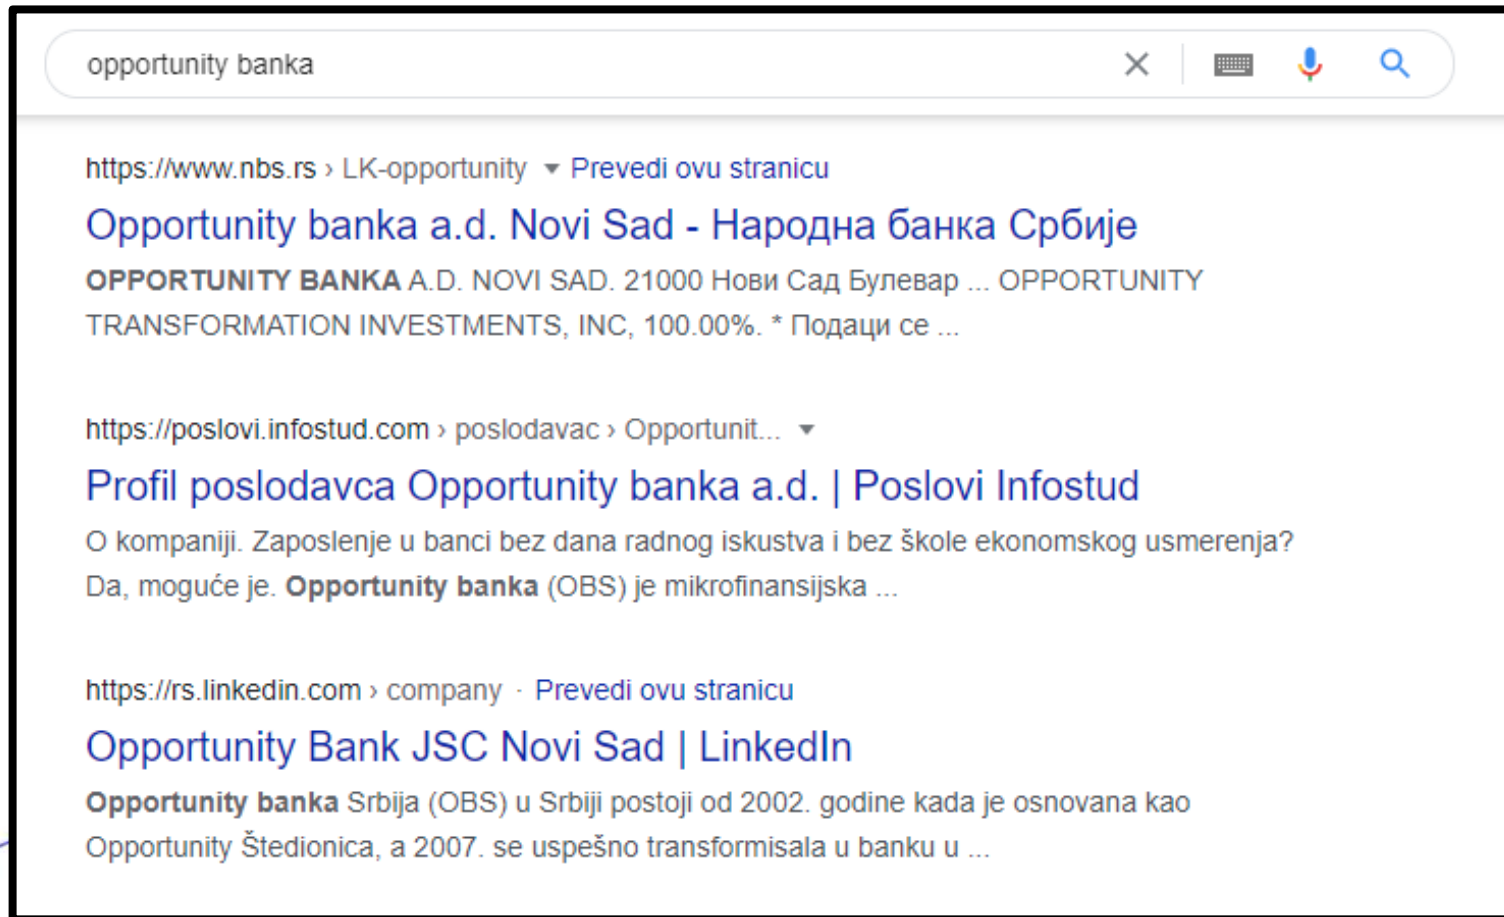 opportunity banka
https://www.nbs.rs › LK-opportunity ▾ Prevedi ovu stranicu
Opportunity banka a.d. Novi Sad - Народна банка Србије
OPPORTUNITY BANKA A.D. NOVI SAD. 21000 Нови Сад Булевар ... OPPORTUNITY
TRANSFORMATION INVESTMENTS, INC, 100.00%. * Подаци се ...
https://poslovi.infostud.com › poslodavac › Opportunit... ▾
Profil poslodavca Opportunity banka a.d. | Poslovi Infostud
O kompaniji. Zaposlenje u banci bez dana radnog iskustva i bez škole ekonomskog usmerenja?
Da, moguće je. Opportunity banka (OBS) je mikrofinansijska ...
https://rs.linkedin.com › company · Prevedi ovu stranicu
Opportunity Bank JSC Novi Sad | LinkedIn
Opportunity banka Srbija (OBS) u Srbiji postoji od 2002. godine kada je osnovana kao
Opportunity Štedionica, a 2007. se uspešno transformisala u banku u ...